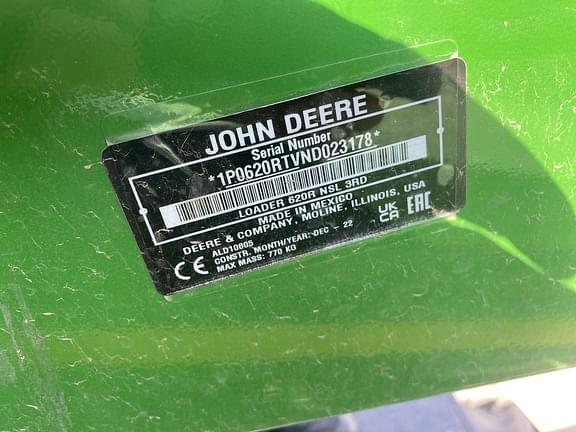 JOHN DEERE
Serial Number
*1P0620RTVND023178*
LOADER 620R NSL 3RD
MADE IN MEXICO
DEERE & COMPANY, MOLINE, ILLINOIS, USA
ALD10805
CONSTR. MONTH/YEAR: DEC - 22
MAX MASS: 770 KG
CE
UK
CA
EAC